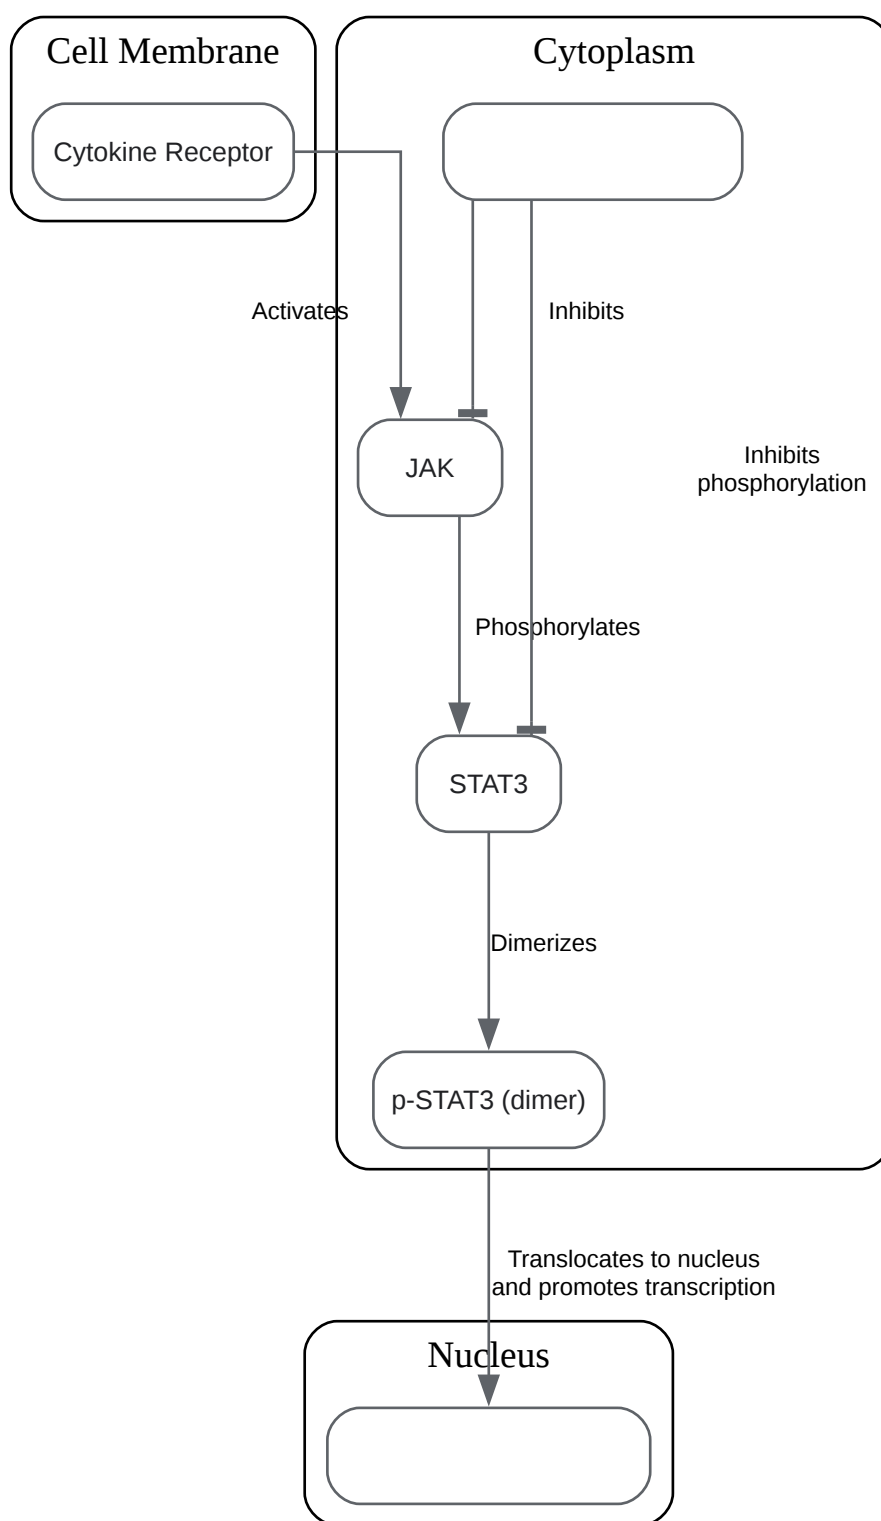 Cell Membrane
Cytoplasm
Cytokine Receptor
Activates
Inhibits
JAK
Inhibits
phosphorylation
Phosphorylates
STAT3
Dimerizes
p-STAT3 (dimer)
Translocates to nucleus
and promotes transcription
Nucleus